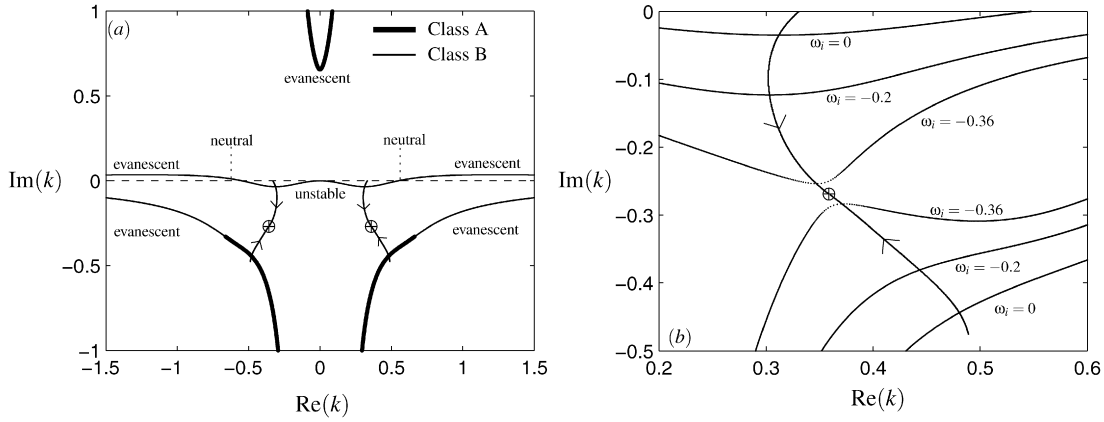 (a)
Class A
Class B
evanescent
neutral
neutral
evanescent
evanescent
unstable
evanescent
evanescent
1
0.5
0
−0.5
−1
Im(k)
−1.5
−1
−0.5
0
0.5
1
1.5
Re(k)
0
−0.1
−0.2
−0.3
−0.4
−0.5
Im(k)
ωi = 0
ωi = −0.2
ωi = −0.36
ωi = −0.36
ωi = −0.2
ωi = 0
(b)
0.2
0.3
0.4
0.5
0.6
Re(k)